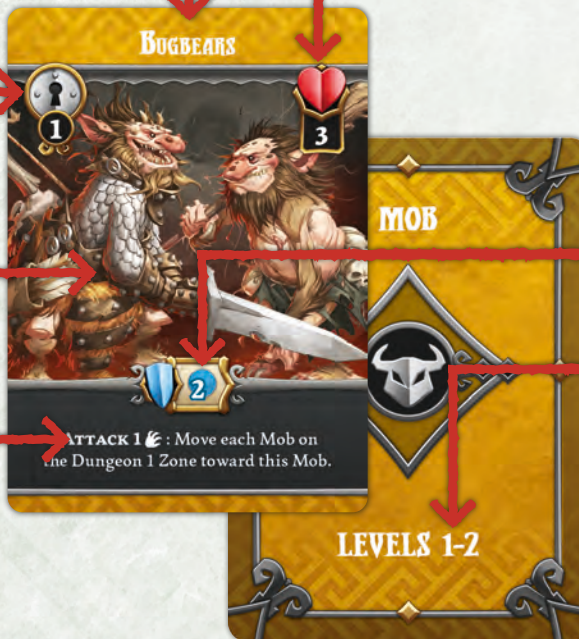 Bugbears
1
3
2
ATTACK 1 : Move each Mob on
the Dungeon 1 Zone toward this Mob.
MOB
LEVELS 1-2